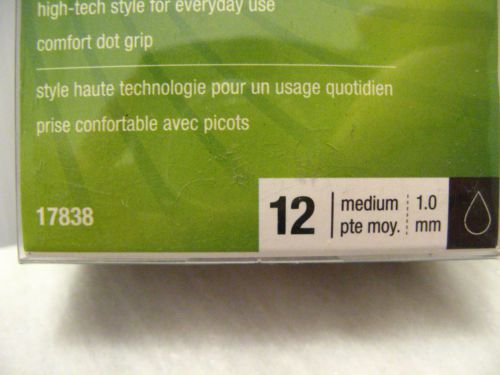 high-tech style for everyday use
comfort dot grip
style haute technologie pour un usage quotidien
prise confortable avec picots
17838
12
medium 1.0
pte moy. mm